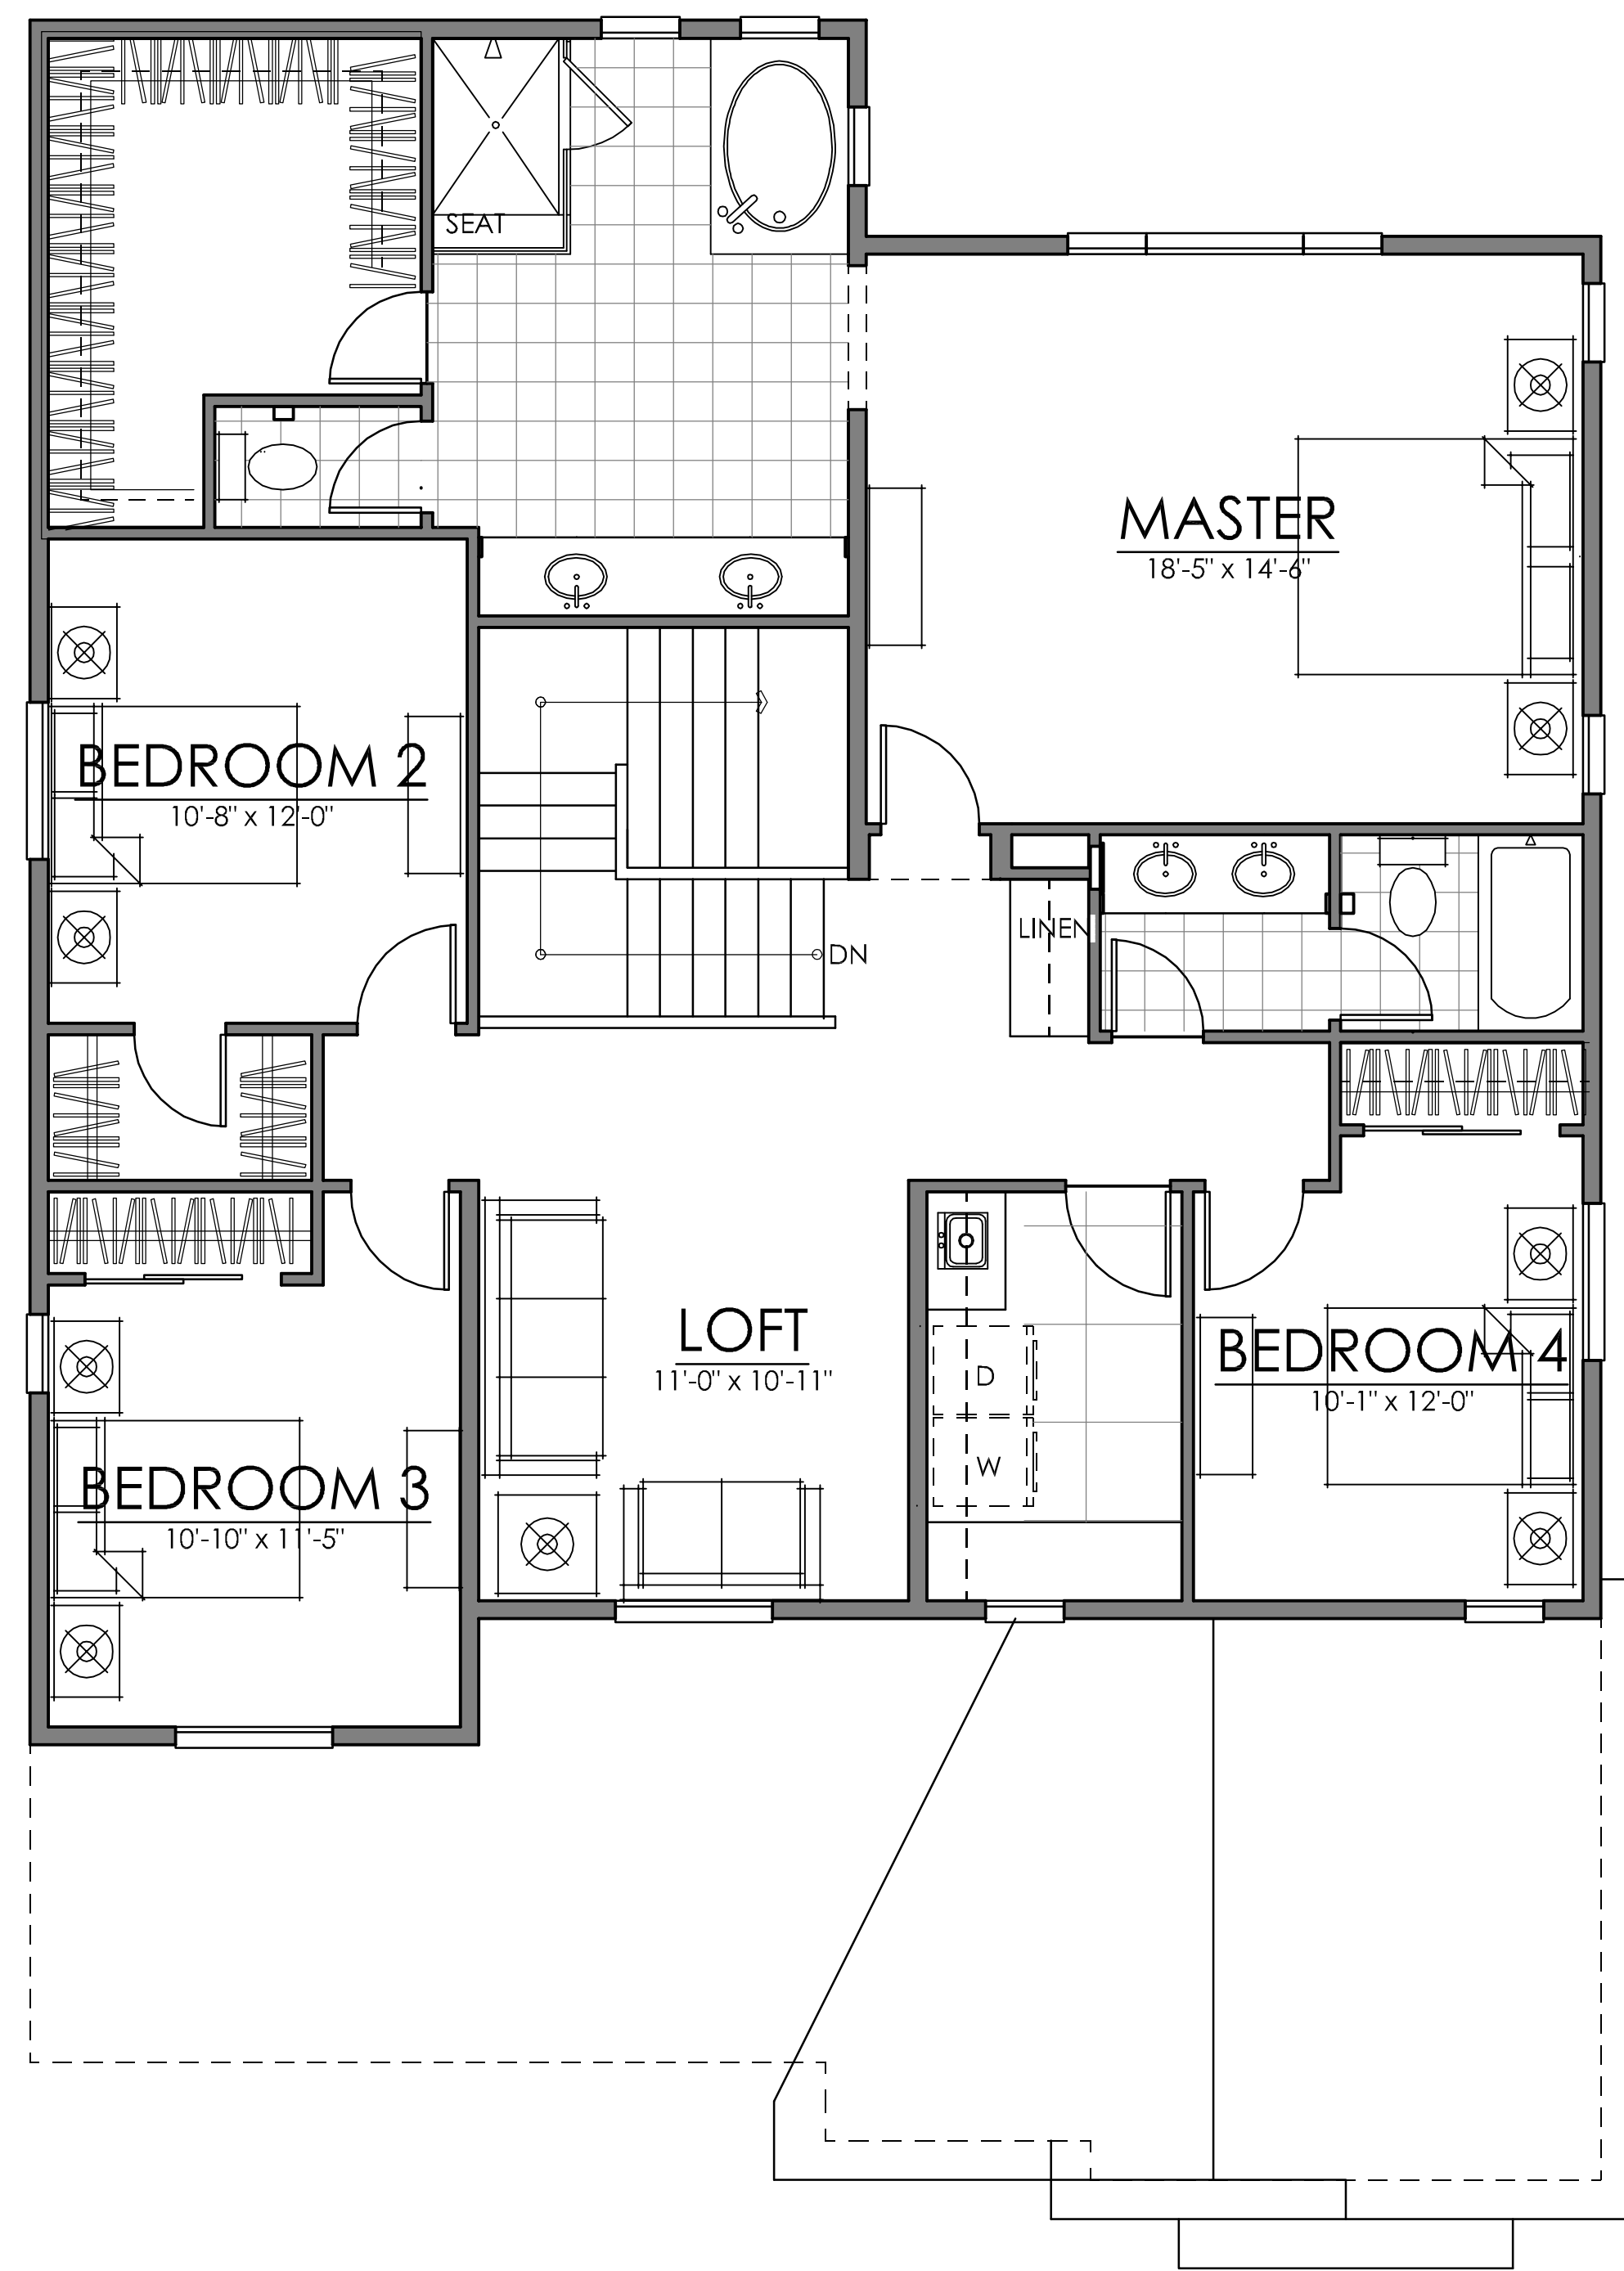 SEAT
MASTER
18'-5" x 14'-6"
BEDROOM 2
10'-8" x 12'-0"
LINEN
DN
LOFT
11'-0" x 10'-11"
D
BEDROOM 4
10'-1" x 12'-0"
W
BEDROOM 3
10'-10" x 11'-5"